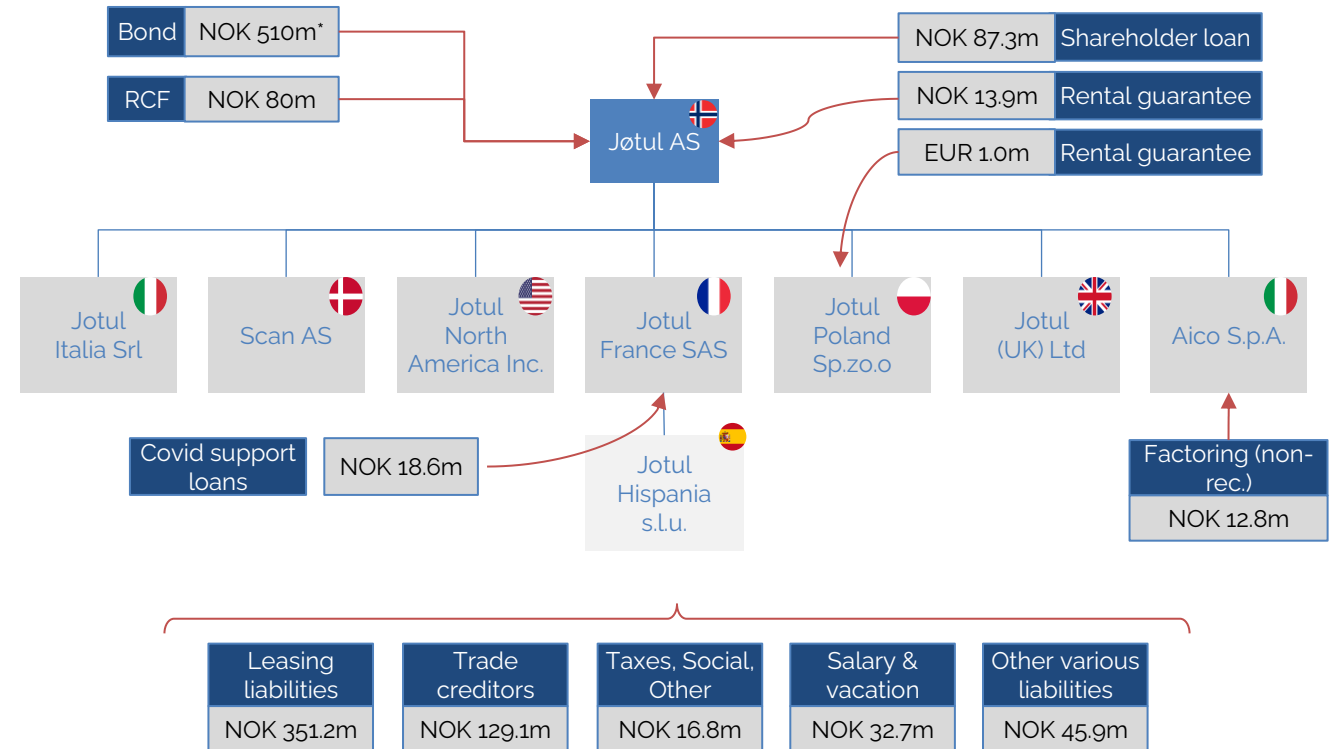 Bond NOK 510m*
NOK 87.3m Shareholder loan
RCF NOK 80m
NOK 13.9m Rental guarantee
Jøtul AS
EUR 1.0m Rental guarantee
Jotul
Italia Srl
Scan AS
Jotul
North
America Inc.
Jotul
France SAS
Jotul
Poland
Sp.zo.o
Jotul
(UK) Ltd
Aico S.p.A.
Covid support
loans
NOK 18.6m
Jotul
Hispania
s.l.u.
Factoring (non-
rec.)
NOK 12.8m
Leasing
liabilities
NOK 351.2m
Trade
creditors
NOK 129.1m
Taxes, Social,
Other
NOK 16.8m
Salary &
vacation
NOK 32.7m
Other various
liabilities
NOK 45.9m